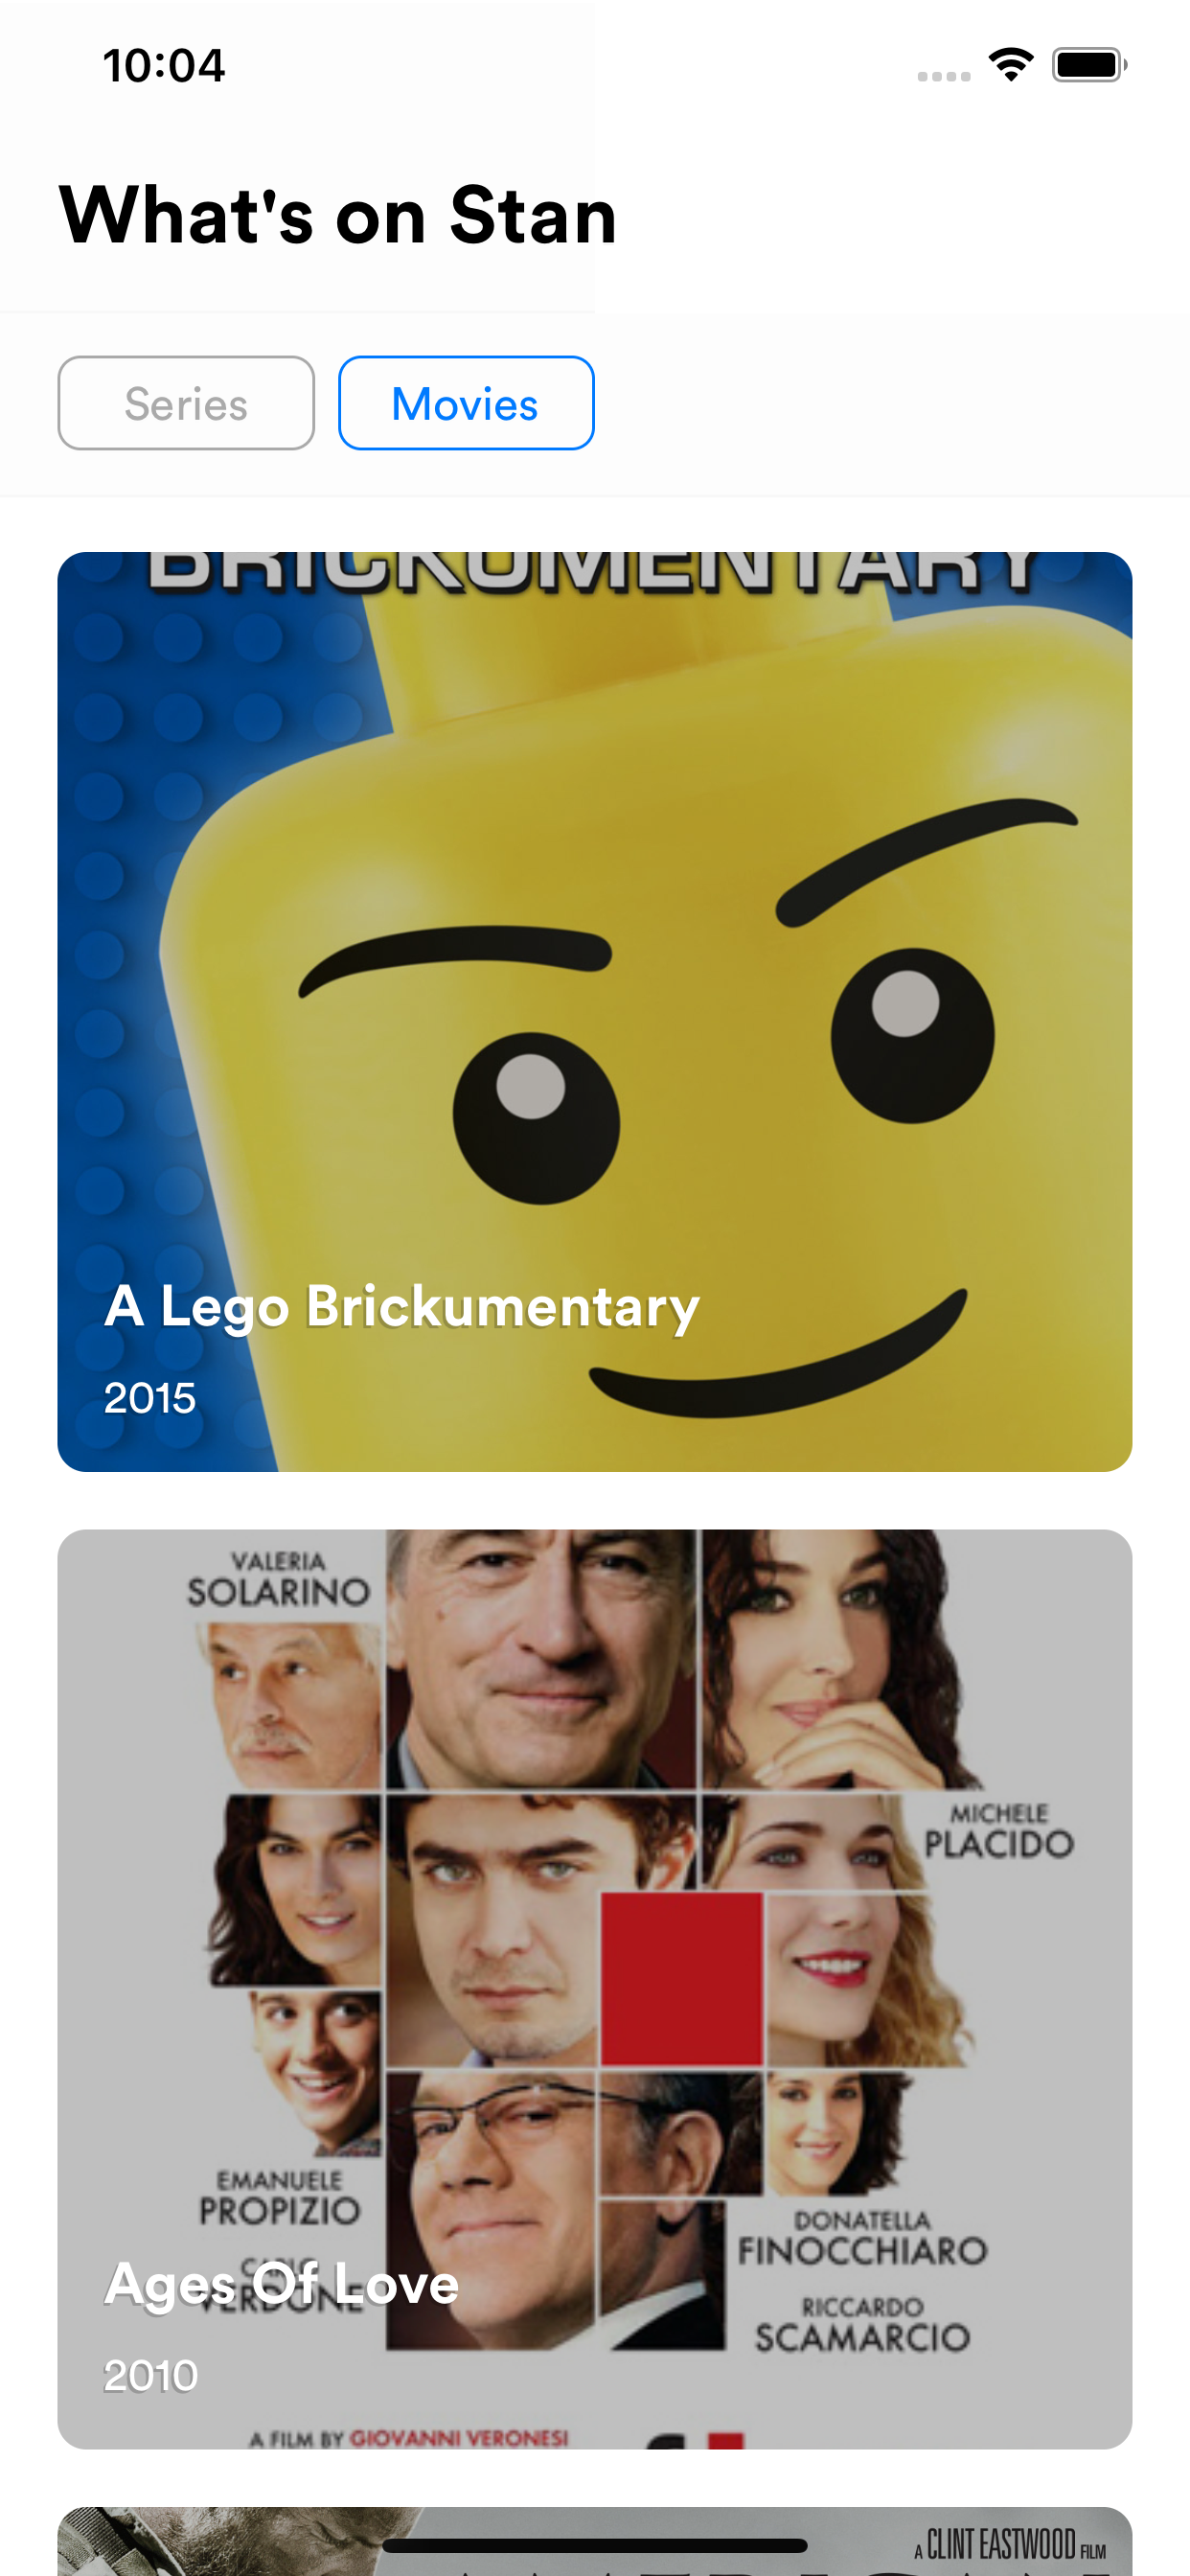 10:04
What's on Stan
Series
Movies
BRICKUMENTARY
A Lego Brickumentary
2015
VALERIA
SOLARINO
MICHELE
PLACIDO
EMANUELE
PROPIZIO
DONATELLA
FINOCCHIARO
VERDONE
Ages Of Love
RICCARDO
SCAMARCIO
2010
A FILM BY GIOVANNI VERONESI
A CLINT EASTWOOD FILM